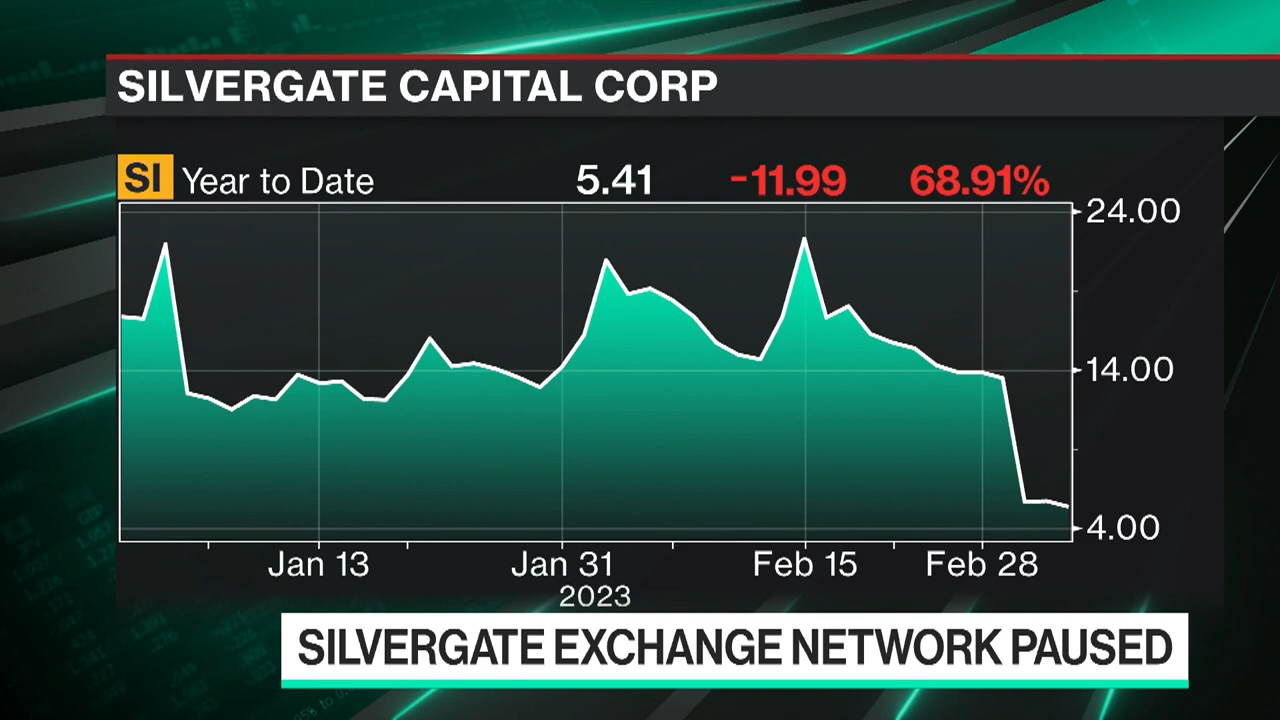 SILVERGATE CAPITAL CORP
SI Year to Date 5.41 -11.99 68.91%
24.00
14.00
4.00
Jan 13 Jan 31 Feb 15 Feb 28
2023
SILVERGATE EXCHANGE NETWORK PAUSED